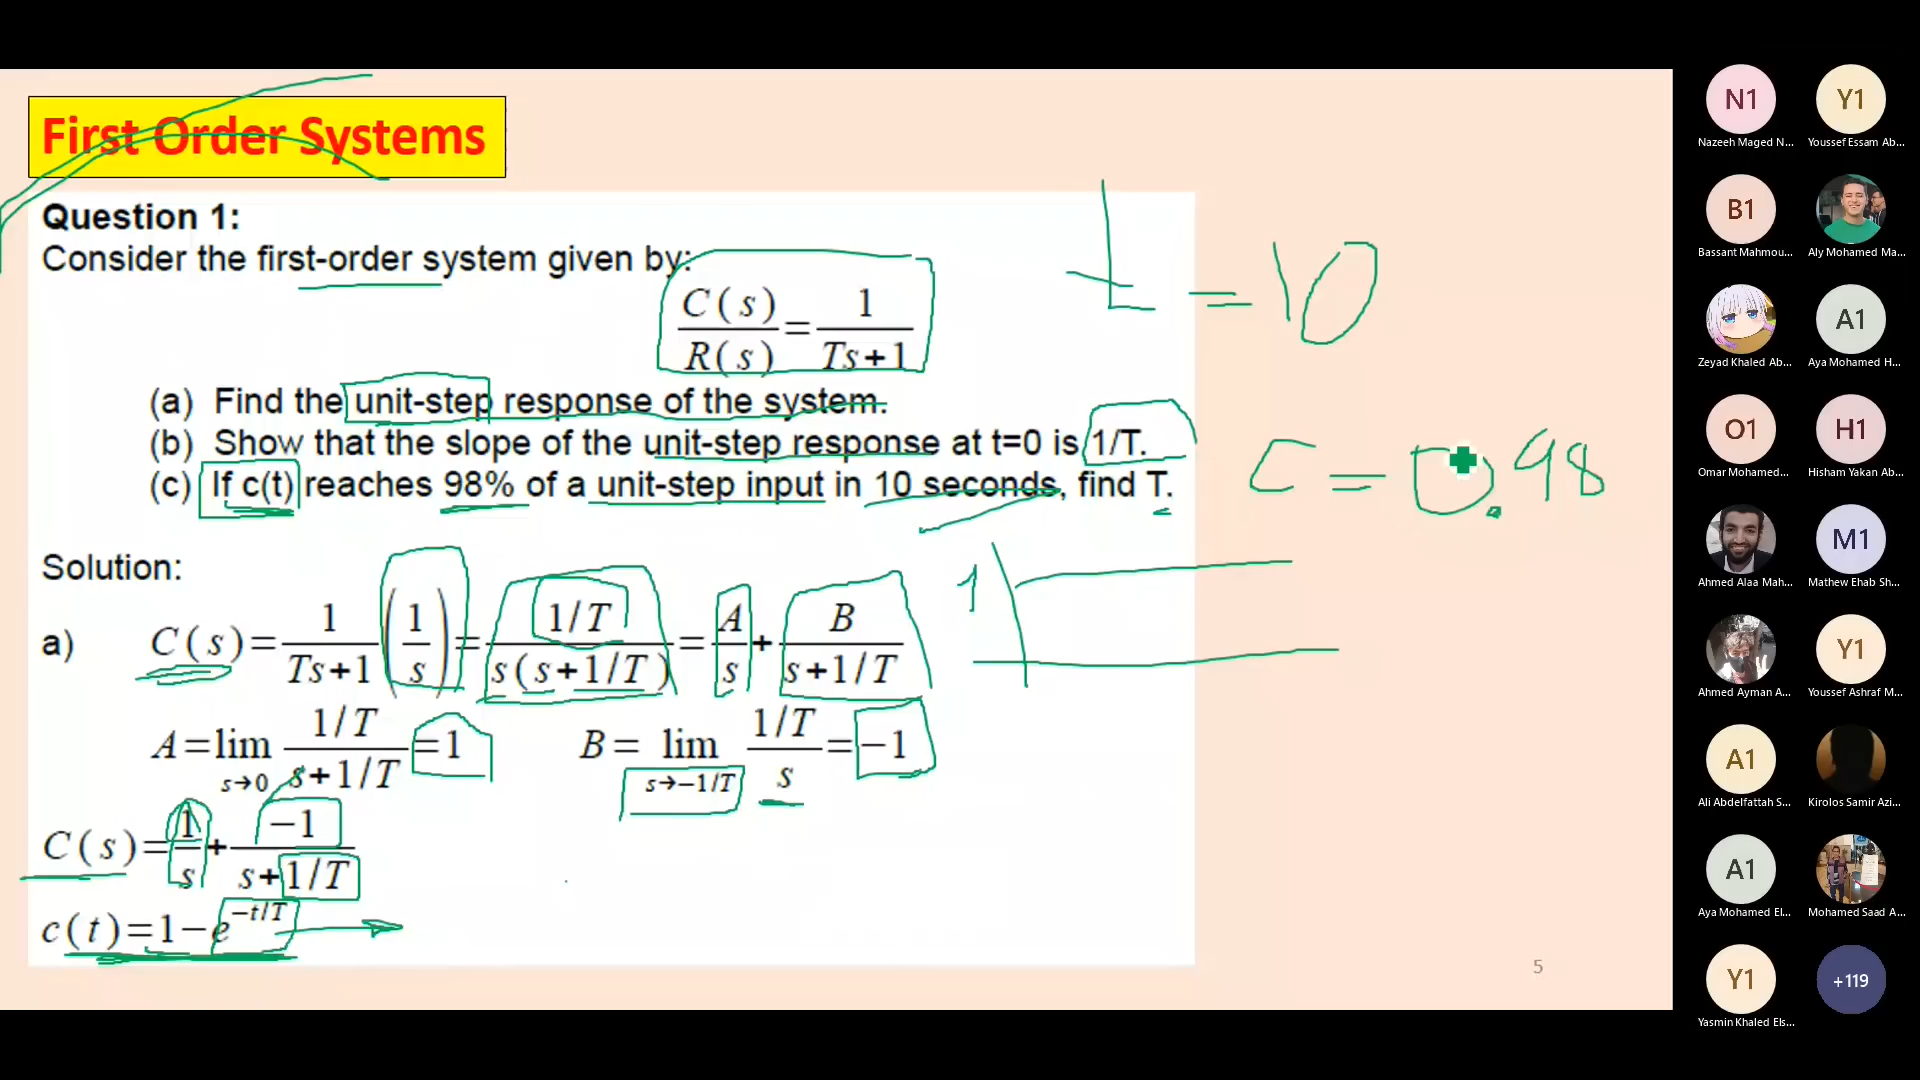 First Order Systems
Question 1:
Consider the first-order system given by:
C(s)/R(s) = 1/(Ts+1)
(a) Find the unit-step response of the system.
(b) Show that the slope of the unit-step response at t=0 is 1/T.
(c) If c(t) reaches 98% of a unit-step input in 10 seconds, find T.
t = 10
C = 0.98
1
Solution:
a) C(s)= 1/(Ts+1) (1/s) = (1/T)/(s(s+1/T)) = A/s + B/(s+1/T)
A=lim s→0 (1/T)/(s+1/T) =1 B= lim s→−1/T (1/T)/s =−1
C(s)= 1/s + −1/(s+1/T)
c(t)=1−e^(−t/T)
5
N1 Y1
Nazeeh Maged N... Youssef Essam Ab...
B1
Bassant Mahmou... Aly Mohamed Ma...
A1
Zeyad Khaled Ab... Aya Mohamed H...
O1 H1
Omar Mohamed... Hisham Yakan Ab...
M1
Ahmed Alaa Mah... Mathew Ehab Sh...
Y1
Ahmed Ayman A... Youssef Ashraf M...
A1
Ali Abdelfattah S... Kirolos Samir Azi...
A1
Aya Mohamed El... Mohamed Saad A...
Y1 +119
Yasmin Khaled Els...